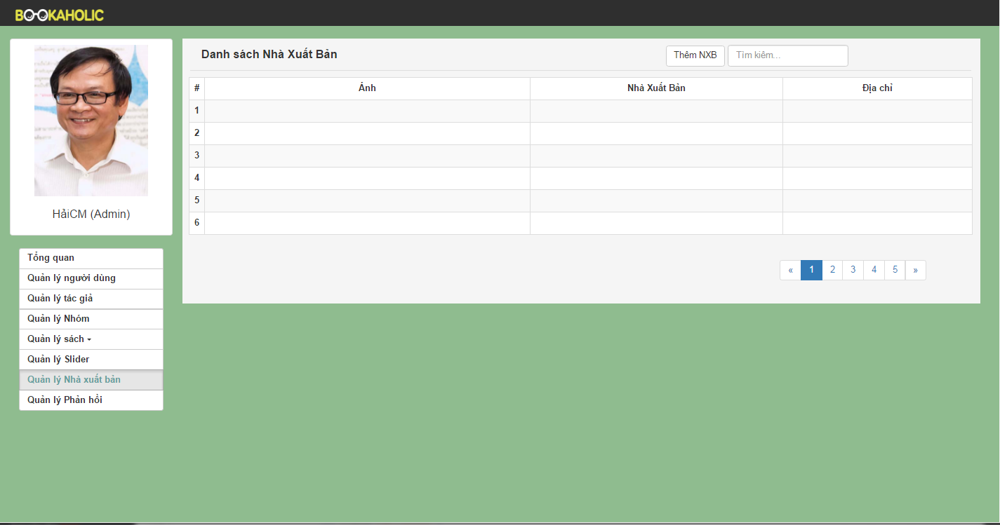 BOOKAHOLIC
HảiCM (Admin)
Tổng quan
Quản lý người dùng
Quản lý tác giả
Quản lý Nhóm
Quản lý sách
Quản lý Slider
Quản lý Nhà xuất bản
Quản lý Phản hồi
Danh sách Nhà Xuất Bản
Thêm NXB
Tìm kiếm...
# Ảnh Nhà Xuất Bản Địa chỉ
1
2
3
4
5
6
« 1 2 3 4 5 »